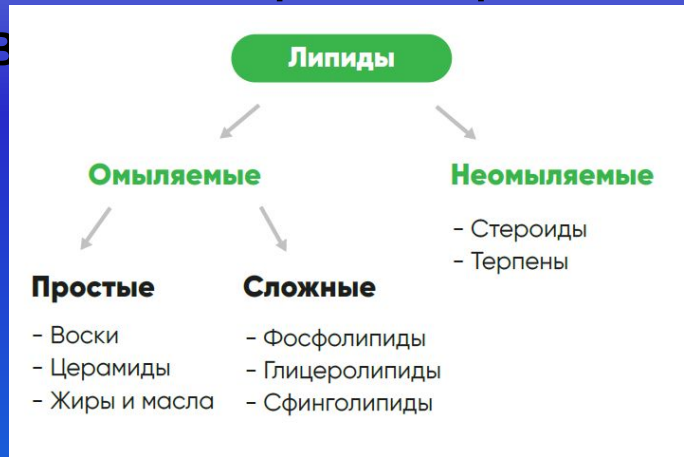 Липиды
Омыляемые
Неомыляемые
- Стероиды
- Терпены
Простые
Сложные
- Воски
- Церамиды
- Жиры и масла
- Фосфолипиды
- Глицеролипиды
- Сфинголипиды